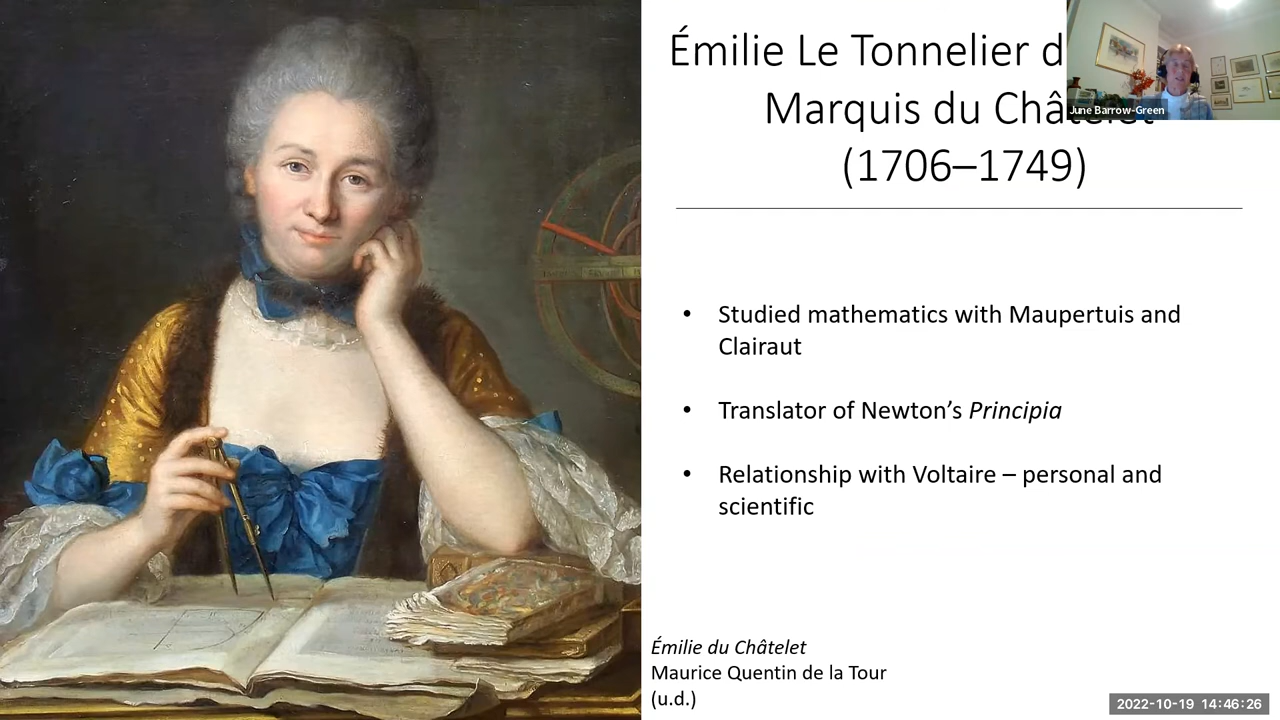 Émilie Le Tonnelier d
Marquis du Châtelet
(1706–1749)
June Barrow-Green
• Studied mathematics with Maupertuis and
Clairaut
• Translator of Newton’s Principia
• Relationship with Voltaire – personal and
scientific
Émilie du Châtelet
Maurice Quentin de la Tour
(u.d.)
2022-10-19 14:46:26